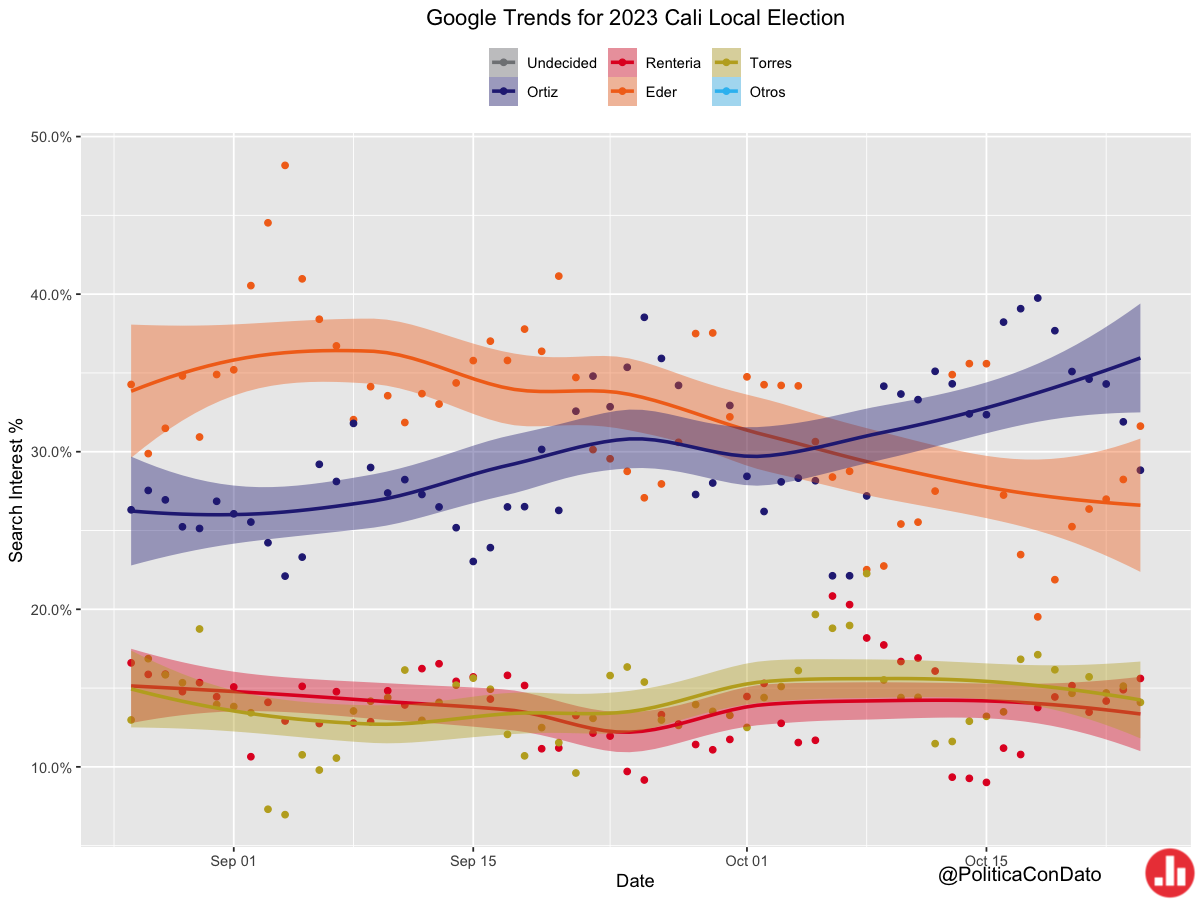 Google Trends for 2023 Cali Local Election
Undecided Renteria Torres
Ortiz Eder Otros
50.0%
40.0%
30.0%
20.0%
10.0%
Search Interest %
Sep 01 Sep 15 Oct 01 Oct 15
Date
@PoliticaConDato